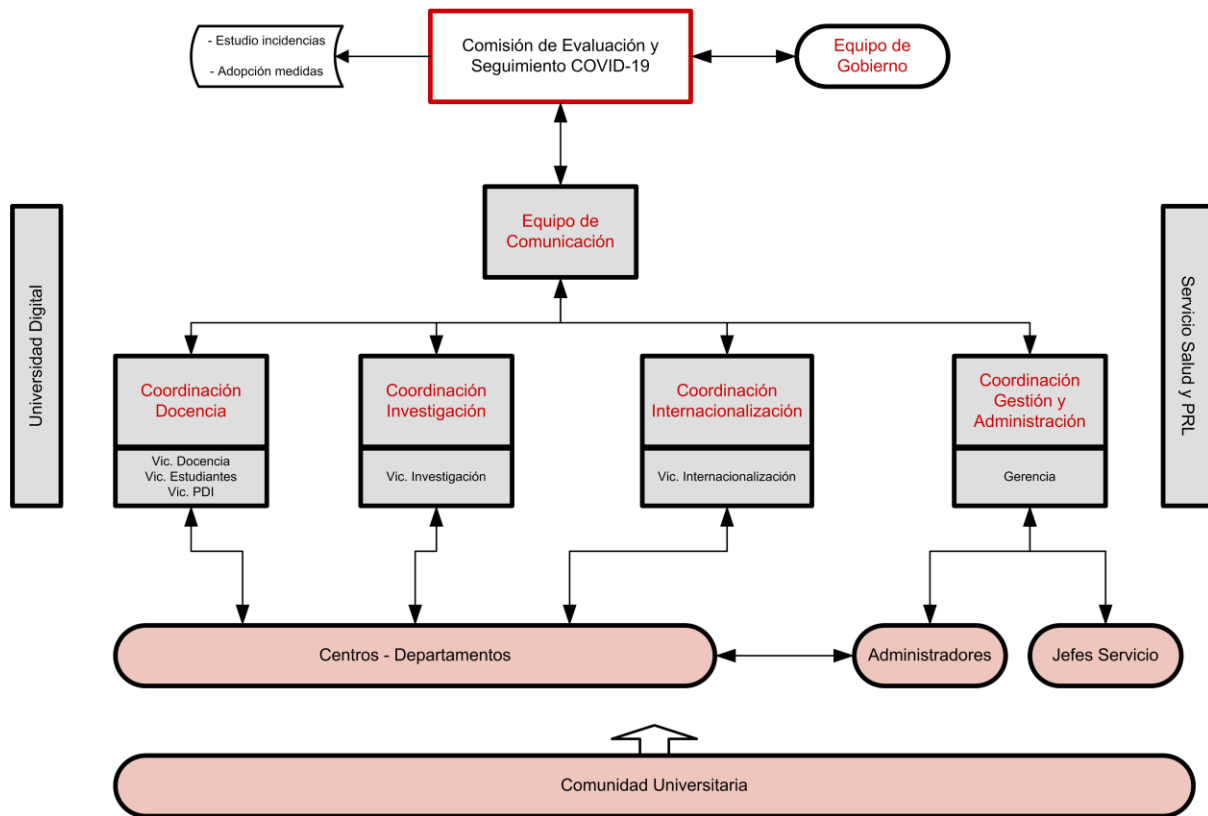 - Estudio incidencias
- Adopción medidas
Comisión de Evaluación y
Seguimiento COVID-19
Equipo de
Gobierno
Equipo de
Comunicación
Universidad Digital
Servicio Salud y PRL
Coordinación
Docencia
Vic. Docencia
Vic. Estudiantes
Vic. PDI
Coordinación
Investigación
Vic. Investigación
Coordinación
Internacionalización
Vic. Internacionalización
Coordinación
Gestión y
Administración
Gerencia
Centros - Departamentos
Administradores
Jefes Servicio
Comunidad Universitaria